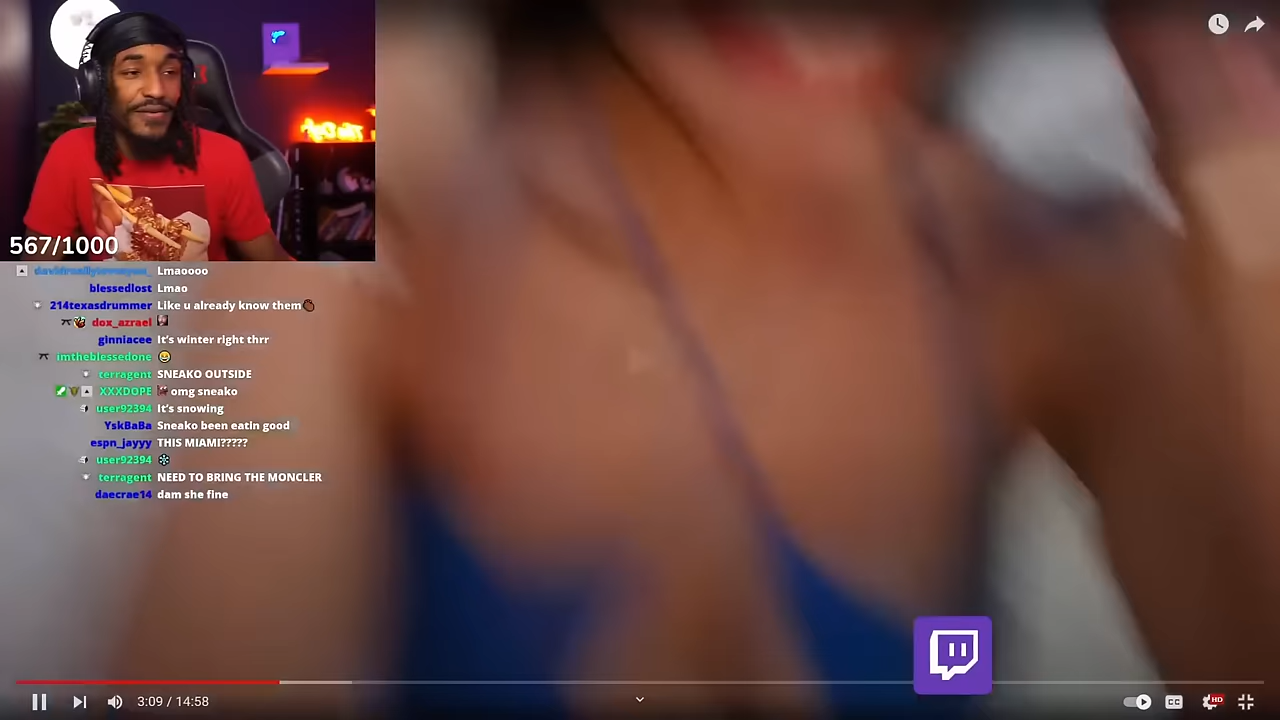 567/1000
Lmaoooo
blessedlost Lmao
214texasdrummer Like u already know them
dox_azrael
ginniacee It's winter right thrr
imtheblessedone
terragent SNEAKO OUTSIDE
XXXDOPE omg sneako
user92394 It's snowing
YskBaBa Sneako been eatin good
espn_jayyy THIS MIAMI?????
user92394
terragent NEED TO BRING THE MONCLER
daecrae14 dam she fine
3:09 / 14:58
CC
HD